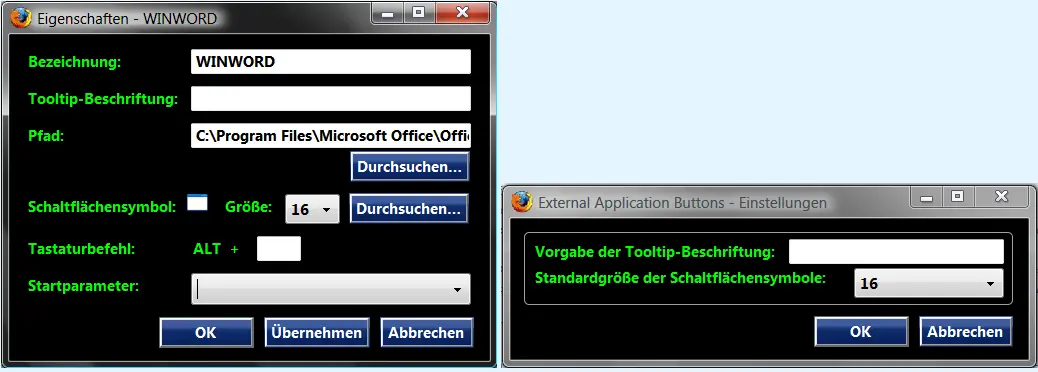 Eigenschaften - WINWORD
Bezeichnung: WINWORD
Tooltip-Beschriftung:
Pfad: C:\Program Files\Microsoft Office\Offi
Durchsuchen...
Schaltflächensymbol: Größe: 16 Durchsuchen...
Tastaturbefehl: ALT +
Startparameter:
OK Übernehmen Abbrechen
External Application Buttons - Einstellungen
Vorgabe der Tooltip-Beschriftung:
Standardgröße der Schaltflächensymbole: 16
OK Abbrechen